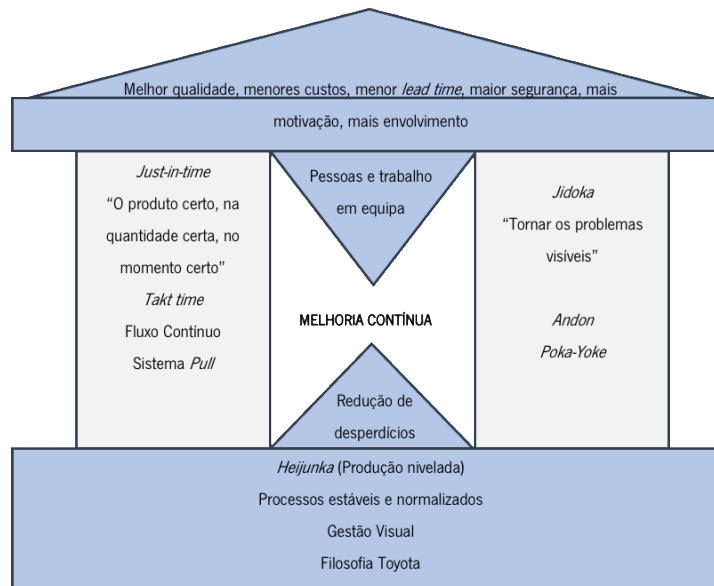 Melhor qualidade, menores custos, menor lead time, maior segurança, mais
motivação, mais envolvimento
Just-in-time
“O produto certo, na
quantidade certa, no
momento certo”
Takt time
Fluxo Contínuo
Sistema Pull
Pessoas e trabalho
em equipa
MELHORIA CONTÍNUA
Redução de
desperdícios
Jidoka
“Tornar os problemas
visíveis”
Andon
Poka-Yoke
Heijunka (Produção nivelada)
Processos estáveis e normalizados
Gestão Visual
Filosofia Toyota